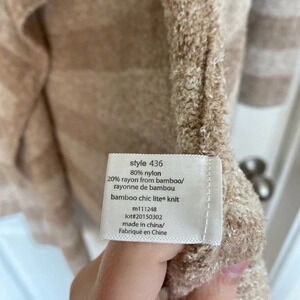 style 436
80% nylon
20% rayon from bamboo/
rayonne de bambou
bamboo chic lite® knit
m111248
lot#20150302
made in china/
Fabriqué en Chine